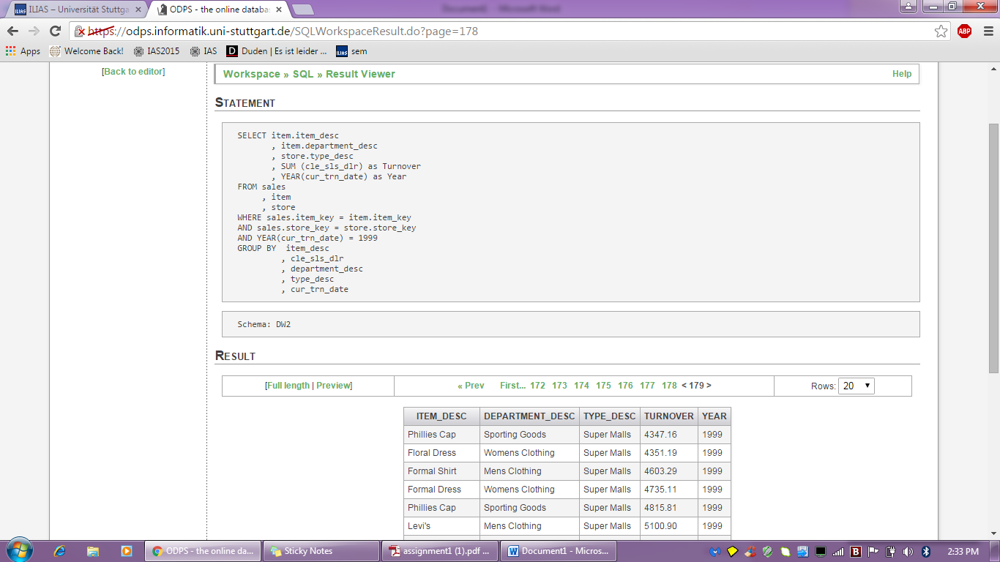 Document1 - Microsoft Word
ILIAS – Universität Stuttga
ODPS - the online databa
https://odps.informatik.uni-stuttgart.de/SQLWorkspaceResult.do?page=178
ABP
Apps
Welcome Back!
IAS2015
IAS
D
Duden | Es ist leider ...
ILIAS
sem
[Back to editor]
Workspace » SQL » Result Viewer
Help
STATEMENT
SELECT item.item_desc
, item.department_desc
, store.type_desc
, SUM (cle_sls_dlr) as Turnover
, YEAR(cur_trn_date) as Year
FROM sales
, item
, store
WHERE sales.item_key = item.item_key
AND sales.store_key = store.store_key
AND YEAR(cur_trn_date) = 1999
GROUP BY  item_desc
, cle_sls_dlr
, department_desc
, type_desc
, cur_trn_date
Schema: DW2
RESULT
[Full length | Preview]
« Prev First... 172 173 174 175 176 177 178 < 179 >
Rows: 20
ITEM_DESC DEPARTMENT_DESC TYPE_DESC TURNOVER YEAR
Phillies Cap Sporting Goods Super Malls 4347.16 1999
Floral Dress Womens Clothing Super Malls 4351.19 1999
Formal Shirt Mens Clothing Super Malls 4603.29 1999
Formal Dress Womens Clothing Super Malls 4735.11 1999
Phillies Cap Sporting Goods Super Malls 4815.81 1999
Levi's Mens Clothing Super Malls 5100.90 1999
ODPS - the online da...
Sticky Notes
assignment1 (1).pdf ...
Document1 - Micros...
2:33 PM